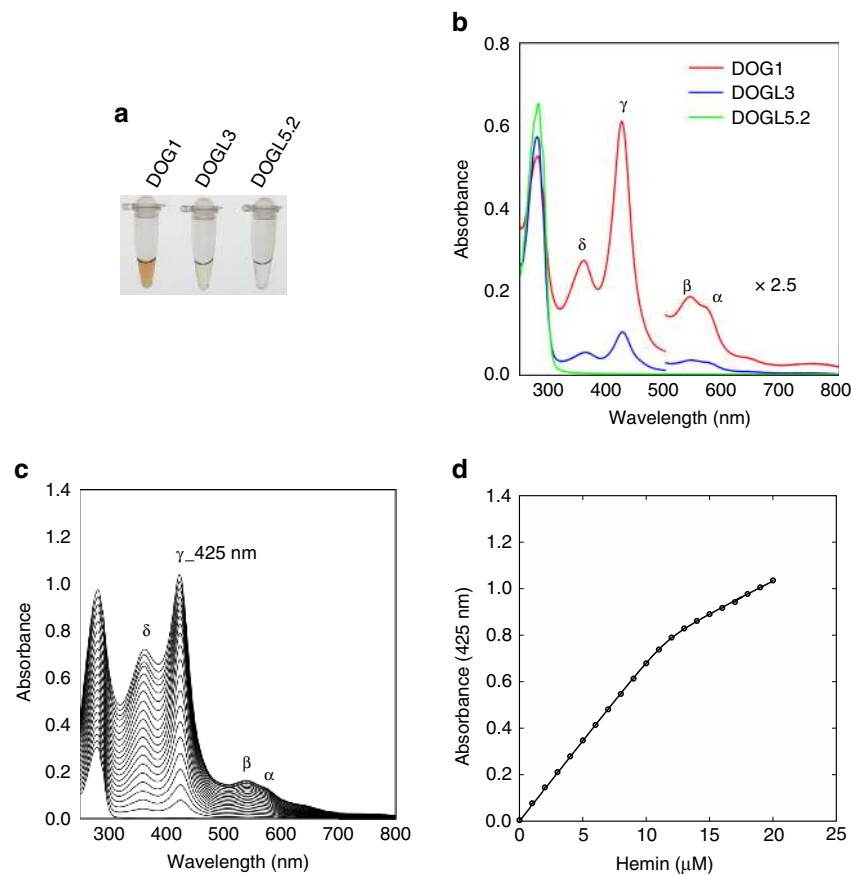 a
DOG1
DOGL3
DOGL5.2
b
0.8
0.6
0.4
0.2
0.0
Absorbance
DOG1
DOGL3
DOGL5.2
γ
δ
β
α
× 2.5
300 400 500 600 700 800
Wavelength (nm)
c
1.4
1.2
1.0
0.8
0.6
0.4
0.2
0.0
Absorbance
γ_425 nm
δ
β
α
300 400 500 600 700 800
Wavelength (nm)
d
1.4
1.2
1.0
0.8
0.6
0.4
0.2
0.0
Absorbance (425 nm)
0 5 10 15 20 25
Hemin (μM)